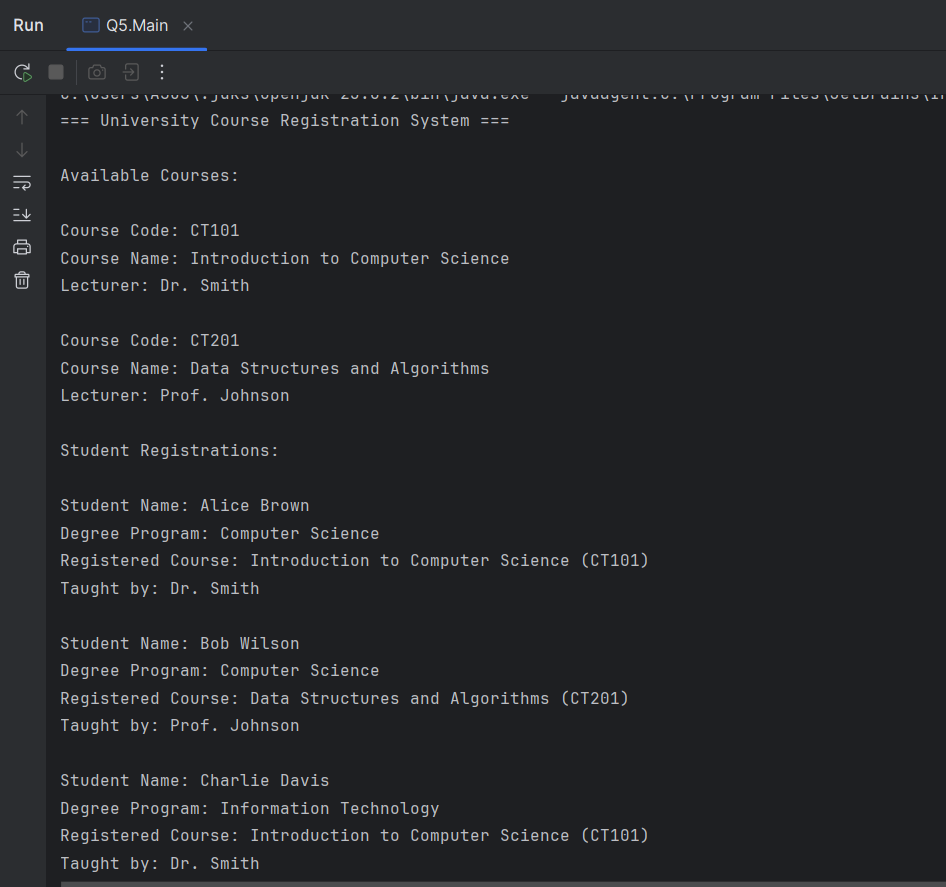 Run
Q5.Main
=== University Course Registration System ===
Available Courses:
Course Code: CT101
Course Name: Introduction to Computer Science
Lecturer: Dr. Smith
Course Code: CT201
Course Name: Data Structures and Algorithms
Lecturer: Prof. Johnson
Student Registrations:
Student Name: Alice Brown
Degree Program: Computer Science
Registered Course: Introduction to Computer Science (CT101)
Taught by: Dr. Smith
Student Name: Bob Wilson
Degree Program: Computer Science
Registered Course: Data Structures and Algorithms (CT201)
Taught by: Prof. Johnson
Student Name: Charlie Davis
Degree Program: Information Technology
Registered Course: Introduction to Computer Science (CT101)
Taught by: Dr. Smith